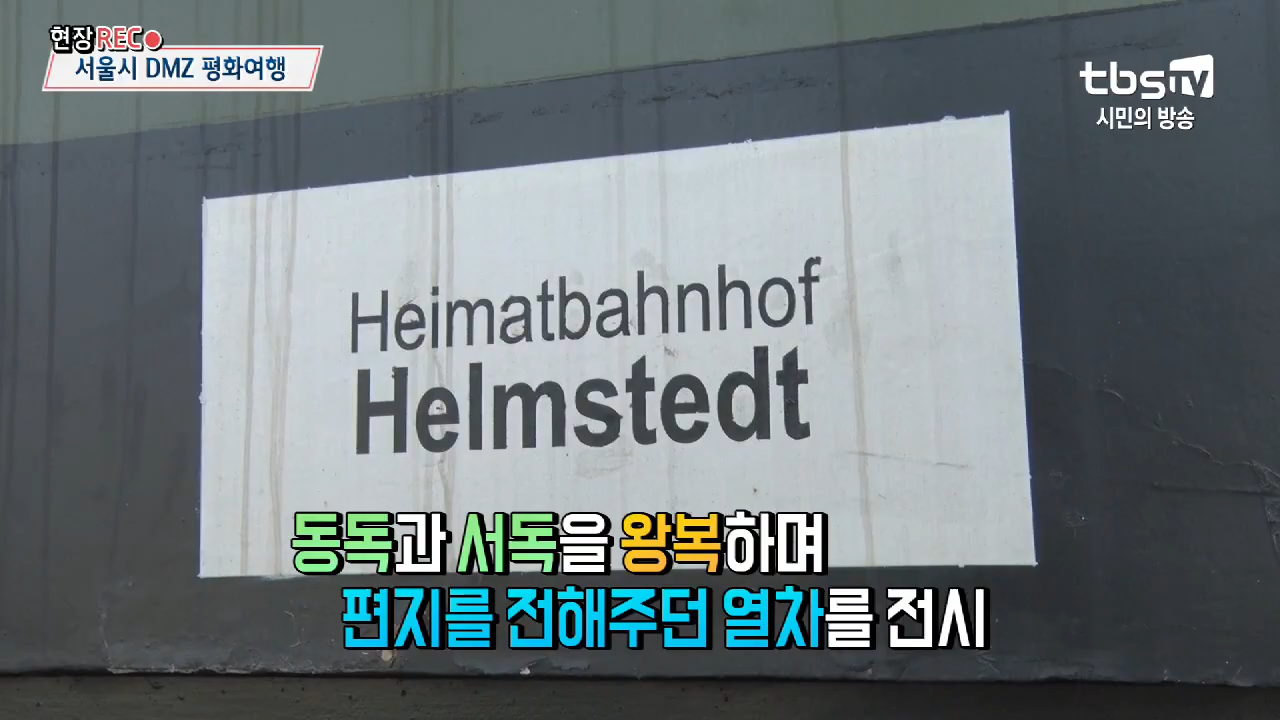 현장REC
서울시 DMZ 평화여행
tbsTV
시민의 방송
Heimatbahnhof
Helmstedt
동독과 서독을 왕복하며
편지를 전해주던 열차를 전시